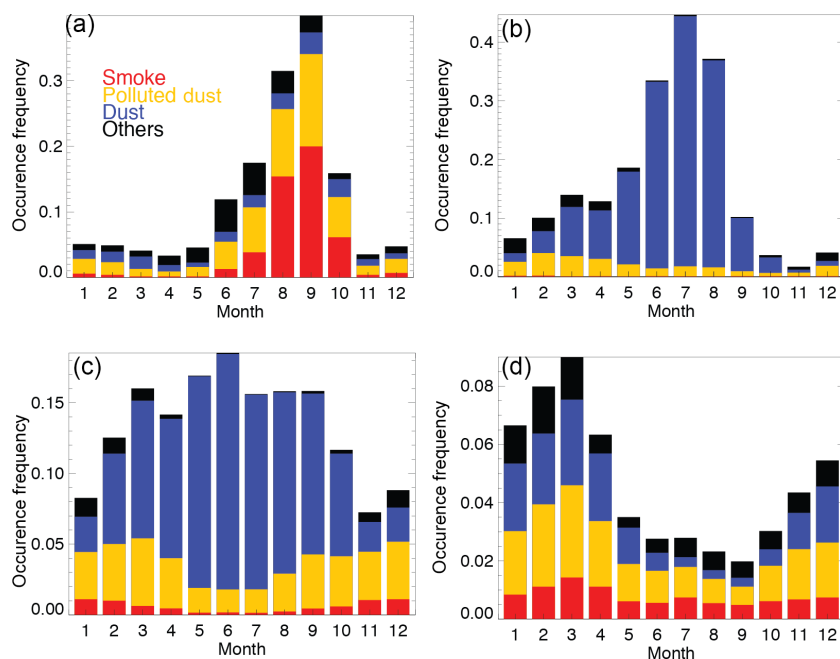 (a)
Smoke
Polluted dust
Dust
Others
Occurence frequency
0.3
0.2
0.1
0.0
1 2 3 4 5 6 7 8 9 10 11 12
Month
(b)
Occurence frequency
0.4
0.3
0.2
0.1
0.0
1 2 3 4 5 6 7 8 9 10 11 12
Month
(c)
Occurence frequency
0.15
0.10
0.05
0.00
1 2 3 4 5 6 7 8 9 10 11 12
Month
(d)
Occurence frequency
0.08
0.06
0.04
0.02
0.00
1 2 3 4 5 6 7 8 9 10 11 12
Month